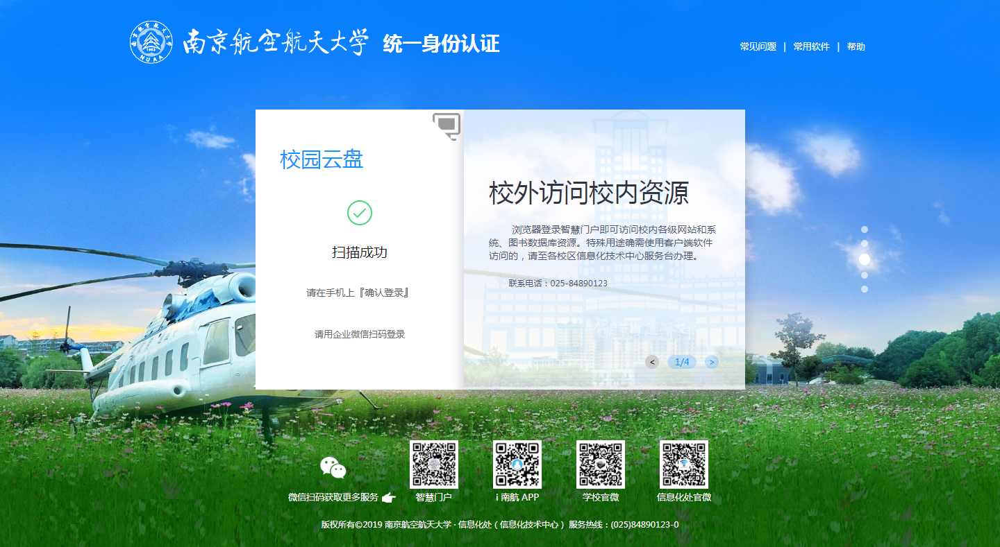 南京航空航天大学 统一身份认证
常见问题 | 常用软件 | 帮助
1952
NUAA
校园云盘
扫描成功
请在手机上『确认登录』
请用企业微信扫码登录
校外访问校内资源
浏览器登录智慧门户即可访问校内各级网站和系
统、图书数据库资源。特殊用途确需使用客户端软件
访问的，请至各校区信息化技术中心服务台办理。
联系电话：025-84890123
< 1/4 >
微信扫码获取更多服务
智慧门户
i 南航 APP
学校官微
信息化处官微
版权所有©2019 南京航空航天大学 · 信息化处（信息化技术中心） 服务热线：(025)84890123-0